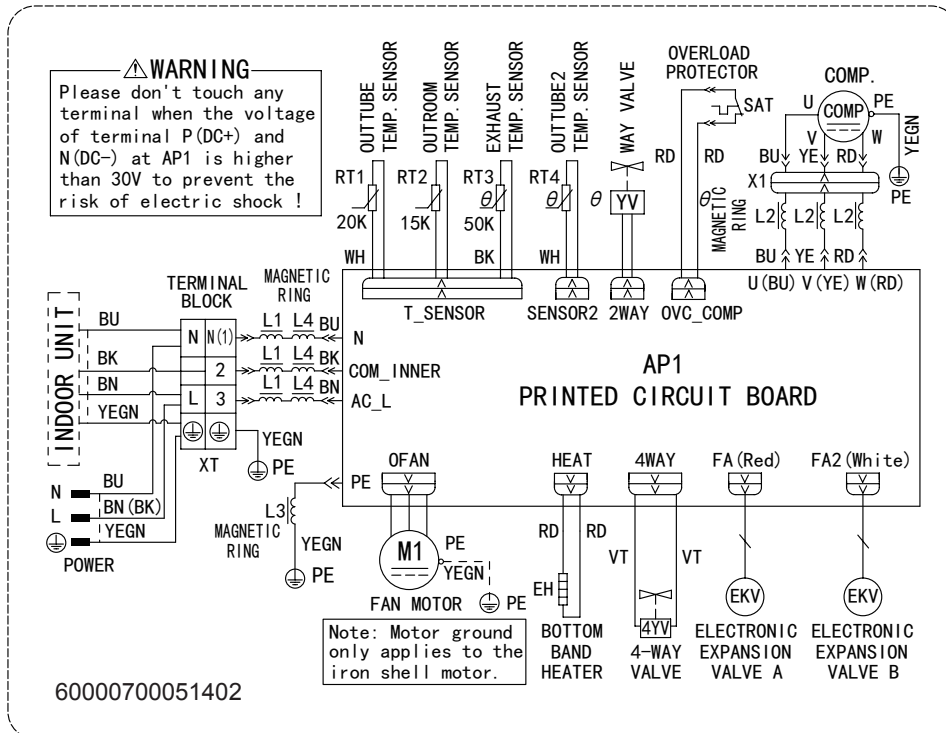 WARNING
Please don't touch any
terminal when the voltage
of terminal P(DC+) and
N(DC-) at AP1 is higher
than 30V to prevent the
risk of electric shock !
OUTTUBE
TEMP. SENSOR
OUTROOM
TEMP. SENSOR
EXHAUST
TEMP. SENSOR
OUTTUBE2
TEMP. SENSOR
WAY VALVE
OVERLOAD
PROTECTOR
SAT
COMP.
U
COMP
PE
V
W
YEGN
RT1
RT2
RT3
RT4
θ
θ
θ
θ
20K
15K
50K
YV
RD
RD
MAGNETIC
RING
BU
YE
RD
X1
PE
L2
L2
L2
WH
BK
WH
BU
YE
RD
U(BU) V(YE) W(RD)
T_SENSOR
SENSOR2
2WAY
OVC_COMP
INDOOR UNIT
BU
BK
BN
YEGN
TERMINAL
BLOCK
N
N(1)
2
L
3
XT
MAGNETIC
RING
L1
L4
BU
N
L1
L4
BK
COM_INNER
L1
L4
BN
AC_L
AP1
PRINTED CIRCUIT BOARD
YEGN
PE
N
BU
L
BN(BK)
YEGN
POWER
PE
L3
MAGNETIC
RING
YEGN
PE
OFAN
HEAT
4WAY
FA(Red)
FA2(White)
M1
PE
YEGN
PE
FAN MOTOR
RD
RD
EH
VT
VT
4YV
EKV
EKV
BOTTOM
BAND
HEATER
4-WAY
VALVE
ELECTRONIC
EXPANSION
VALVE A
ELECTRONIC
EXPANSION
VALVE B
Note: Motor ground
only applies to the
iron shell motor.
60000700051402